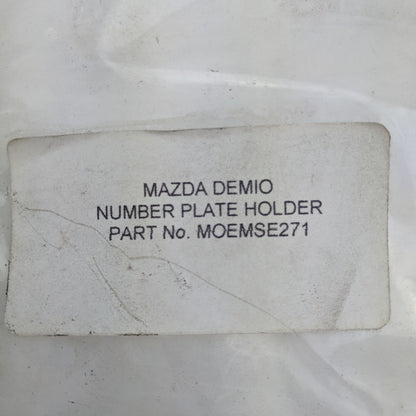 MAZDA DEMIO
NUMBER PLATE HOLDER
PART No. MOEMSE271